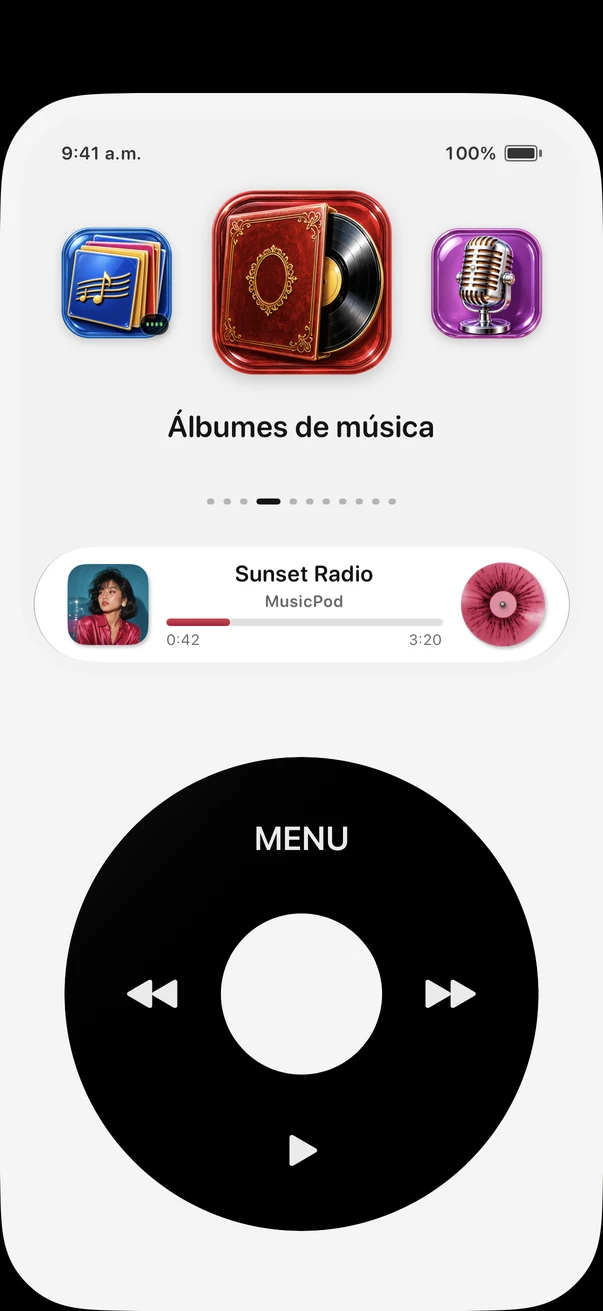 9:41 a.m.
100%
Álbumes de música
Sunset Radio
MusicPod
0:42
3:20
MENU